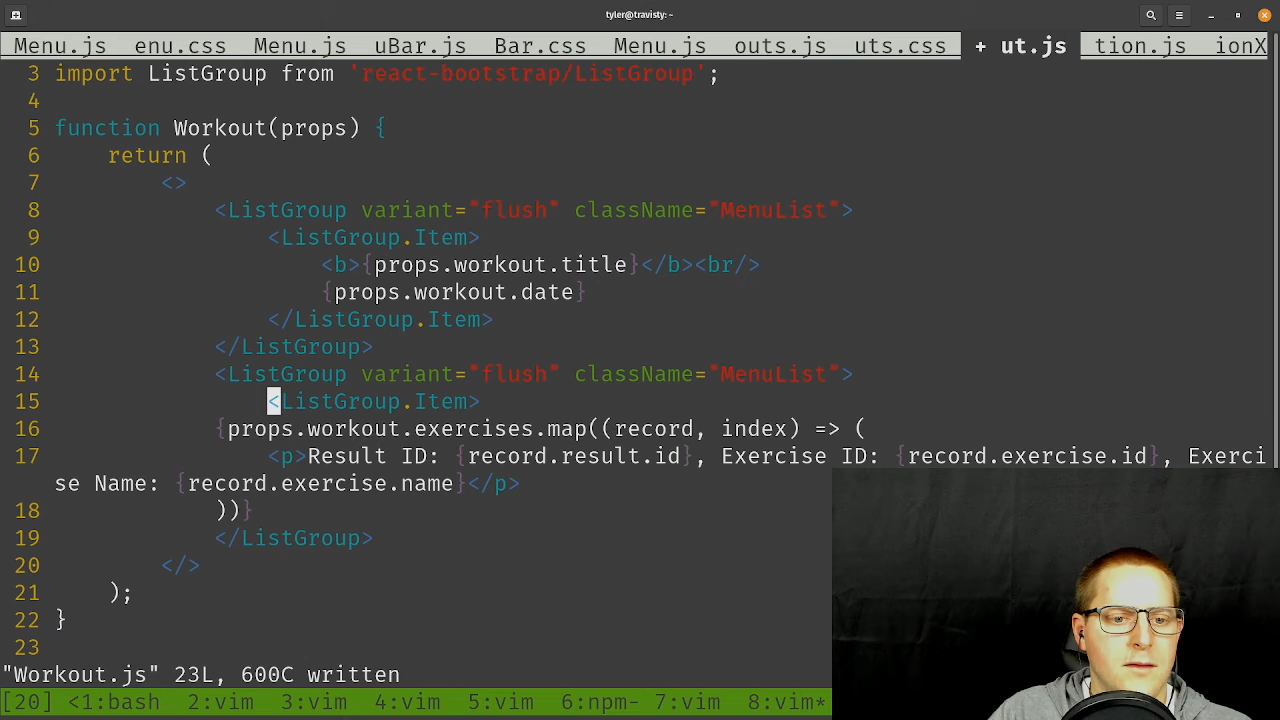 tyler@travisty: ~
Menu.js enu.css Menu.js uBar.js Bar.css Menu.js outs.js uts.css + ut.js tion.js ionX
3 import ListGroup from 'react-bootstrap/ListGroup';
4
5 function Workout(props) {
6 return (
7 <>
8 <ListGroup variant="flush" className="MenuList">
9 <ListGroup.Item>
10 <b>{props.workout.title}</b><br/>
11 {props.workout.date}
12 </ListGroup.Item>
13 </ListGroup>
14 <ListGroup variant="flush" className="MenuList">
15 <ListGroup.Item>
16 {props.workout.exercises.map((record, index) => (
17 <p>Result ID: {record.result.id}, Exercise ID: {record.exercise.id}, Exerci
se Name: {record.exercise.name}</p>
18 ))}
19 </ListGroup>
20 </>
21 );
22 }
23
"Workout.js" 23L, 600C written
[20] <1:bash 2:vim 3:vim 4:vim 5:vim 6:npm- 7:vim 8:vim*